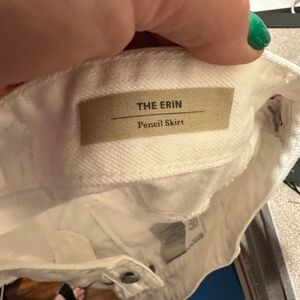 THE ERIN
Pencil Skirt